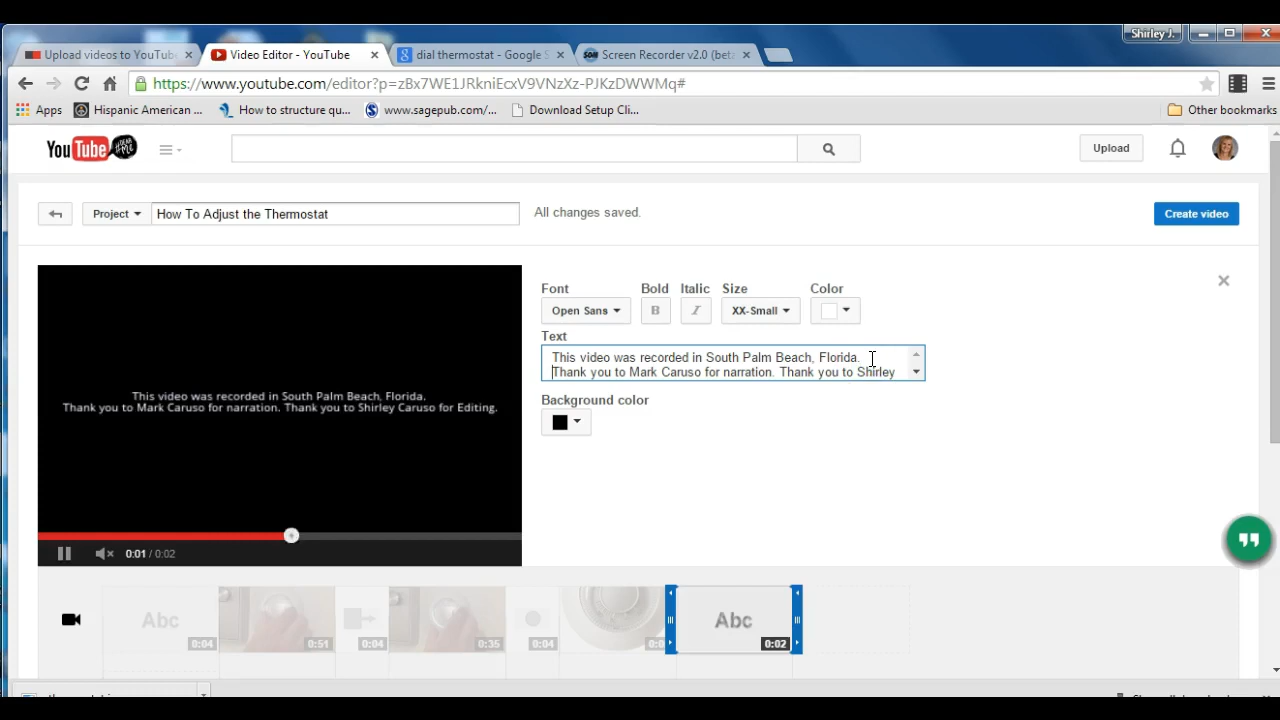 Shirley J.
Upload videos to YouTube
Video Editor - YouTube
dial thermostat - Google S
Screen Recorder v2.0 (beta
https://www.youtube.com/editor?p=zBx7WE1JRkniEcxV9VNzXz-PJKzDWWMq#
Apps
Hispanic American ...
How to structure qu...
www.sagepub.com/...
Download Setup Cli...
Other bookmarks
YouTube
Upload
Project
How To Adjust the Thermostat
All changes saved.
Create video
Font Bold Italic Size Color
Open Sans B I XX-Small
Text
This video was recorded in South Palm Beach, Florida.
Thank you to Mark Caruso for narration. Thank you to Shirley
Background color
This video was recorded in South Palm Beach, Florida.
Thank you to Mark Caruso for narration. Thank you to Shirley Caruso for Editing.
0:01 / 0:02
Abc 0:04
0:51
0:04
0:35
0:04
Abc 0:02